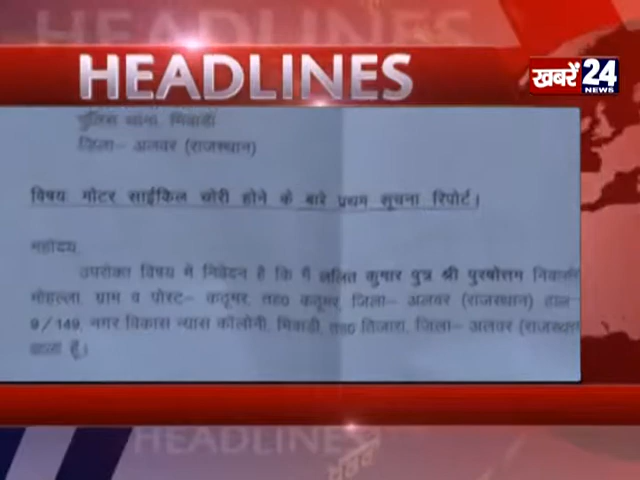 HEADLINES
खबरें 24
NEWS
पुलिस थाना, भिवाडी
जिला- अलवर (राजस्थान)
विषय मोटर साईकिल चोरी होने के बारे प्रथम सूचना रिपोर्ट।
महोदय,
उपरोक्त विषय में निवेदन है कि मैं ललित कुमार पुत्र श्री पुरषोत्तम निवासी
मोहल्ला, ग्राम व पोस्ट- कठूमर, तह0 कठूमर, जिला- अलवर (राजस्थान) हाल-
9/149, नगर विकास न्यास कॉलोनी, भिवाडी, तह0 तिजारा, जिला- अलवर (राजस्थान
वाला हूँ।
HEADLINES